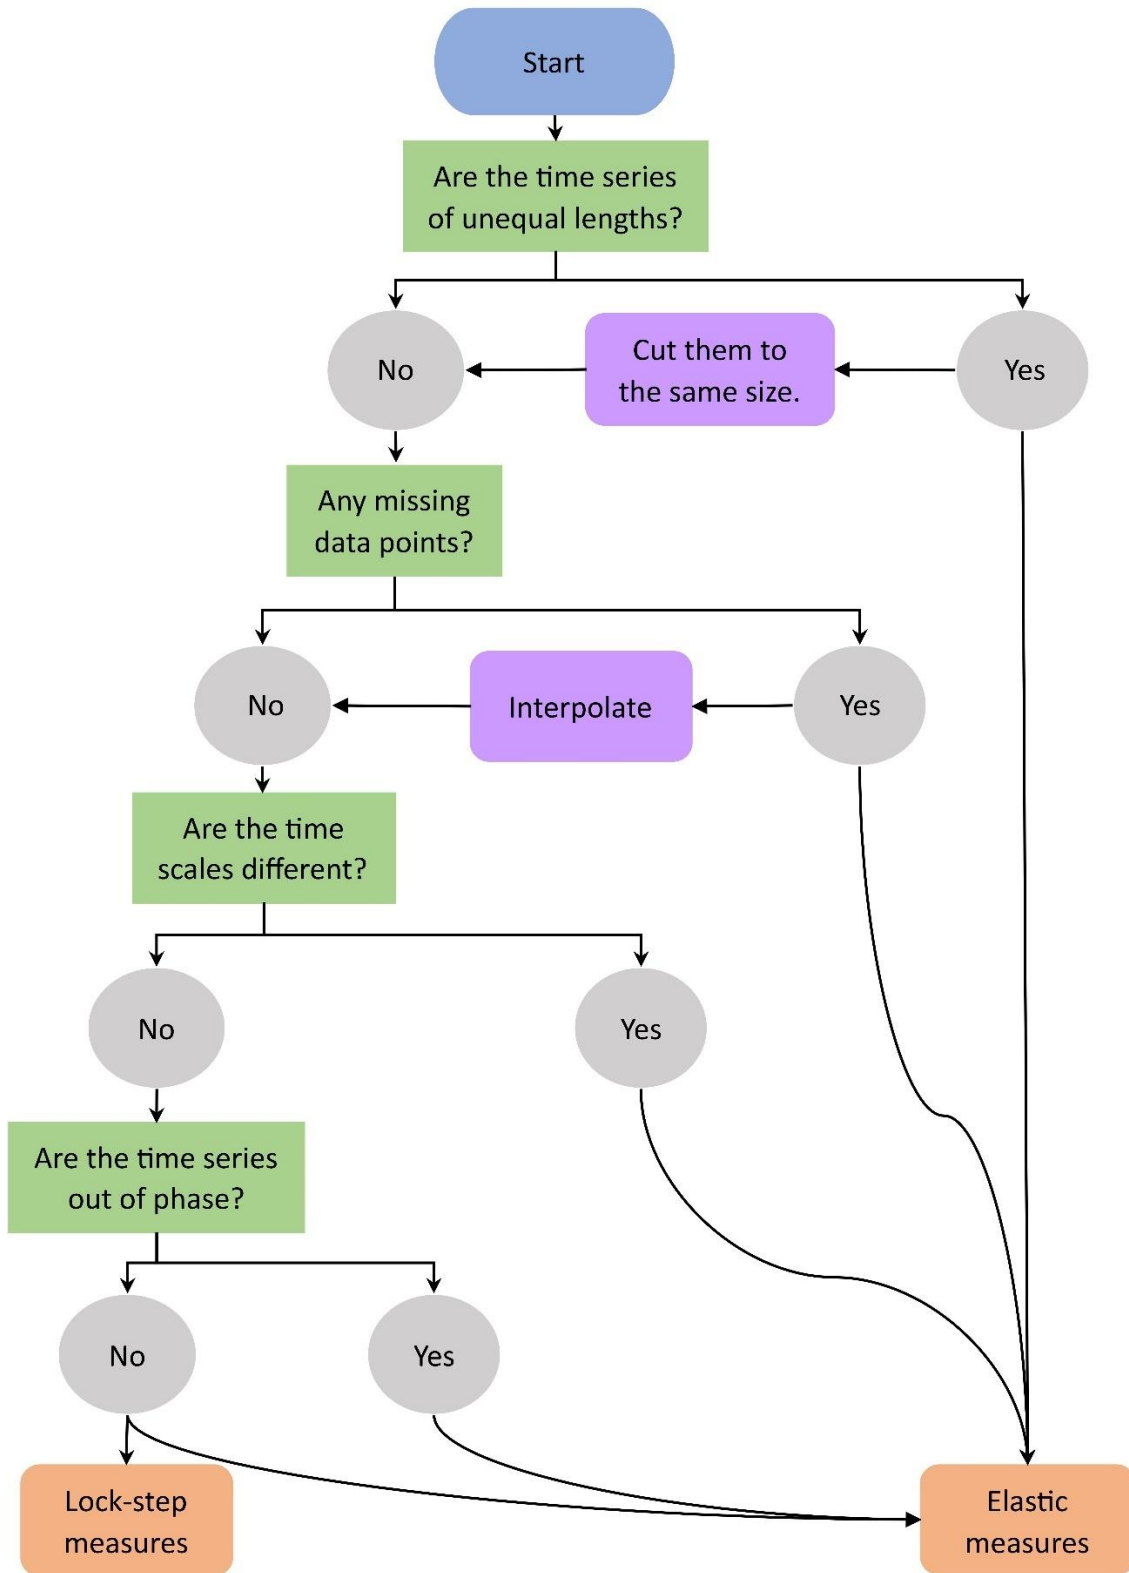 Start
Are the time series
of unequal lengths?
No
Cut them to
the same size.
Yes
Any missing
data points?
No
Interpolate
Yes
Are the time
scales different?
No
Yes
Are the time series
out of phase?
No
Yes
Lock-step
measures
Elastic
measures